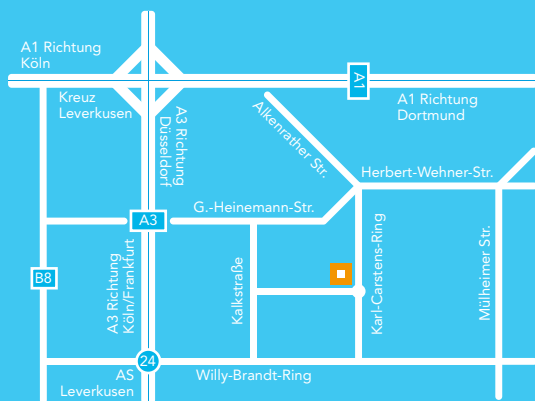 A1 Richtung
Köln
A1
Kreuz
Leverkusen
A1 Richtung
Dortmund
A3 Richtung
Düsseldorf
Alkenrather Str.
Herbert-Wehner-Str.
G.-Heinemann-Str.
A3
A3 Richtung
Köln/Frankfurt
Kalkstraße
Karl-Carstens-Ring
Mülheimer Str.
B8
24
AS
Leverkusen
Willy-Brandt-Ring